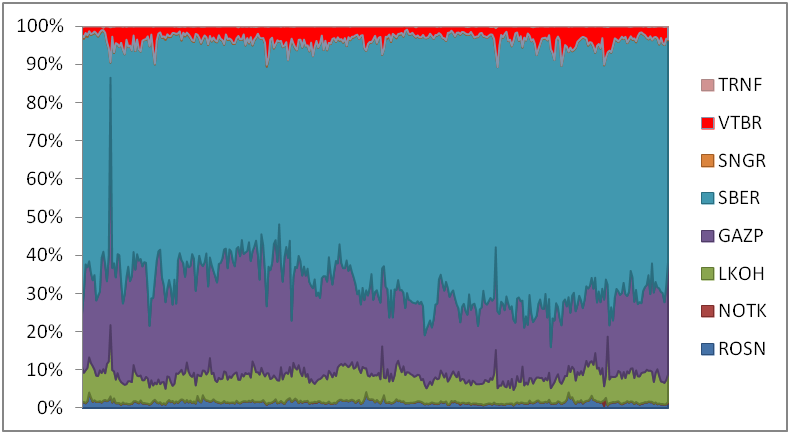 100%
90%
80%
70%
60%
50%
40%
30%
20%
10%
0%
TRNF
VTBR
SNGR
SBER
GAZP
LKOH
NOTK
ROSN